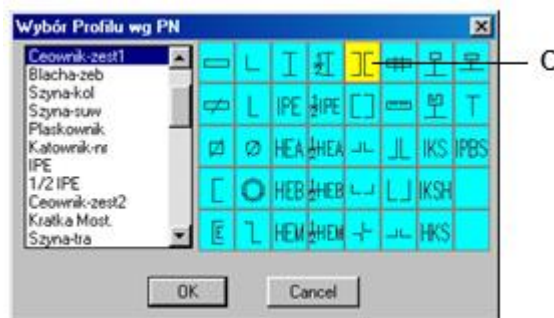 Wybór Profilu wg PN
Ceownik-zest1
Blacha-zeb
Szyna-kol
Szyna-suw
Płaskownik
Katownik-nr
IPE
1/2 IPE
Ceownik-zest2
Kratka Most.
Szyna-tra
IPE ½IPE
HEA ½HEA IKS IPBS
HEB ½HEB IKSH
HEM ½HEM HKS
OK Cancel